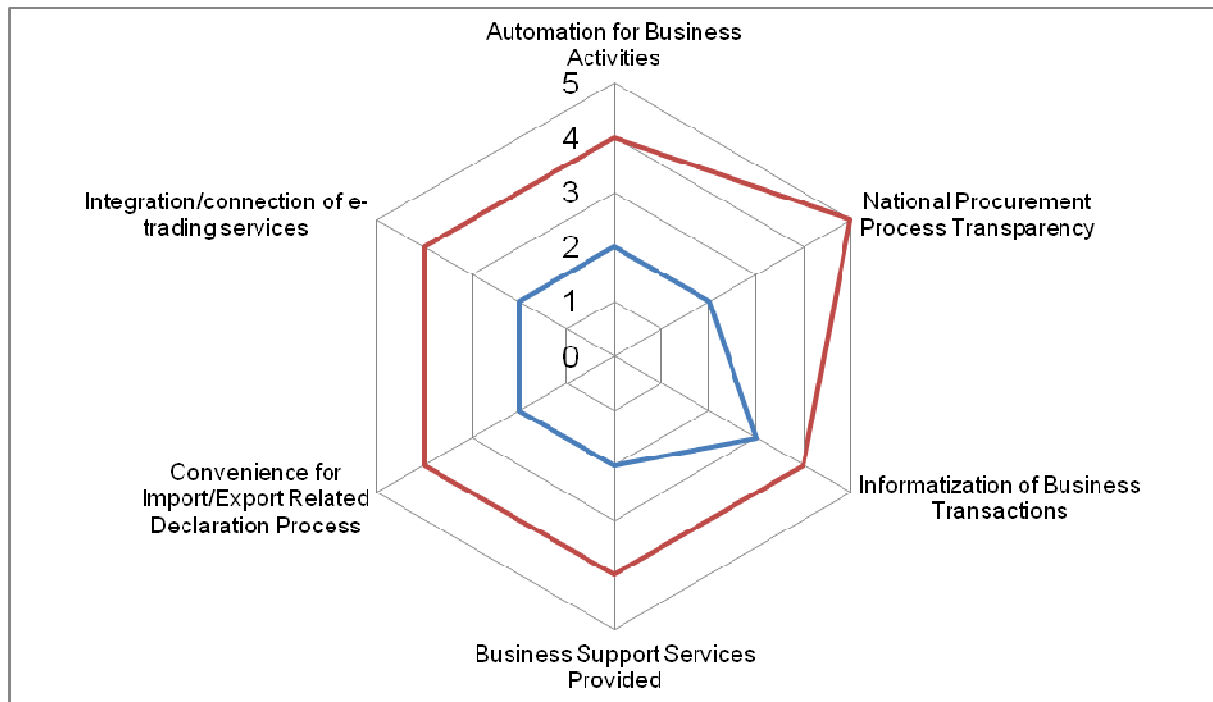 Automation for Business
Activities
5
4
3
2
1
0
National Procurement
Process Transparency
Informatization of Business
Transactions
Business Support Services
Provided
Convenience for
Import/Export Related
Declaration Process
Integration/connection of e-
trading services